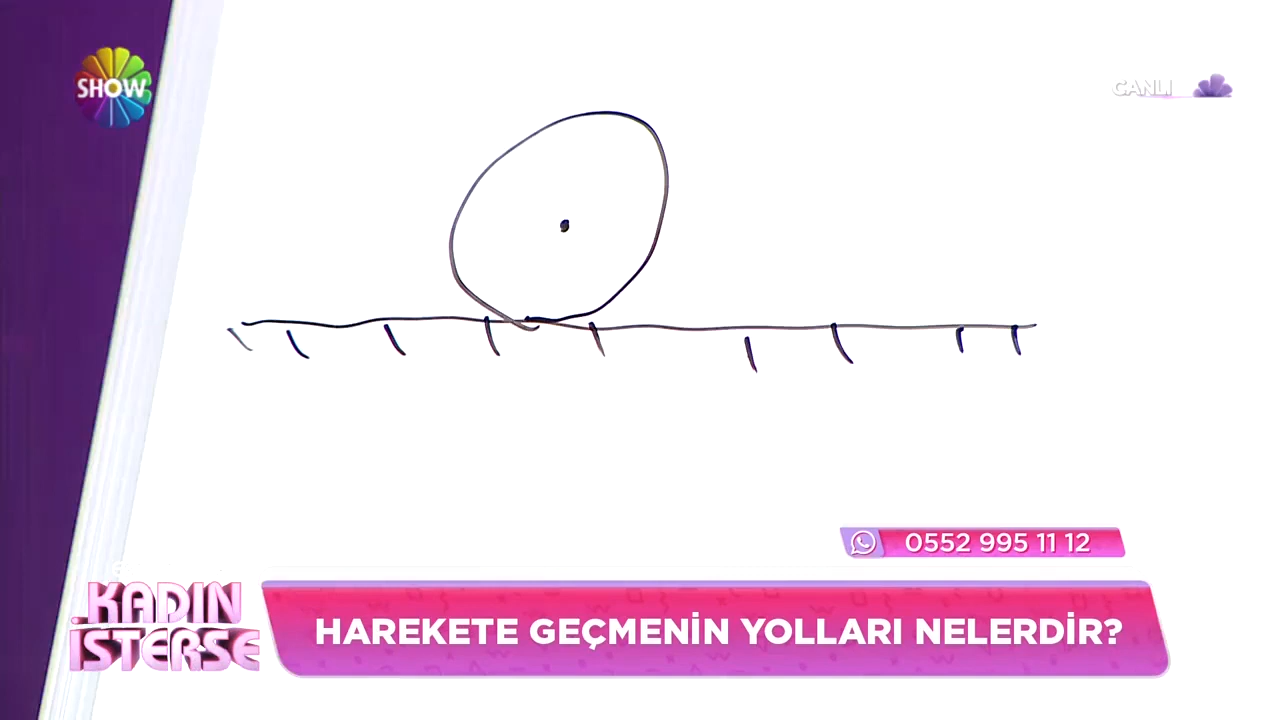 SHOW
CANLI
0552 995 11 12
KADIN
İSTERSE
HAREKETE GEÇMENİN YOLLARI NELERDİR?